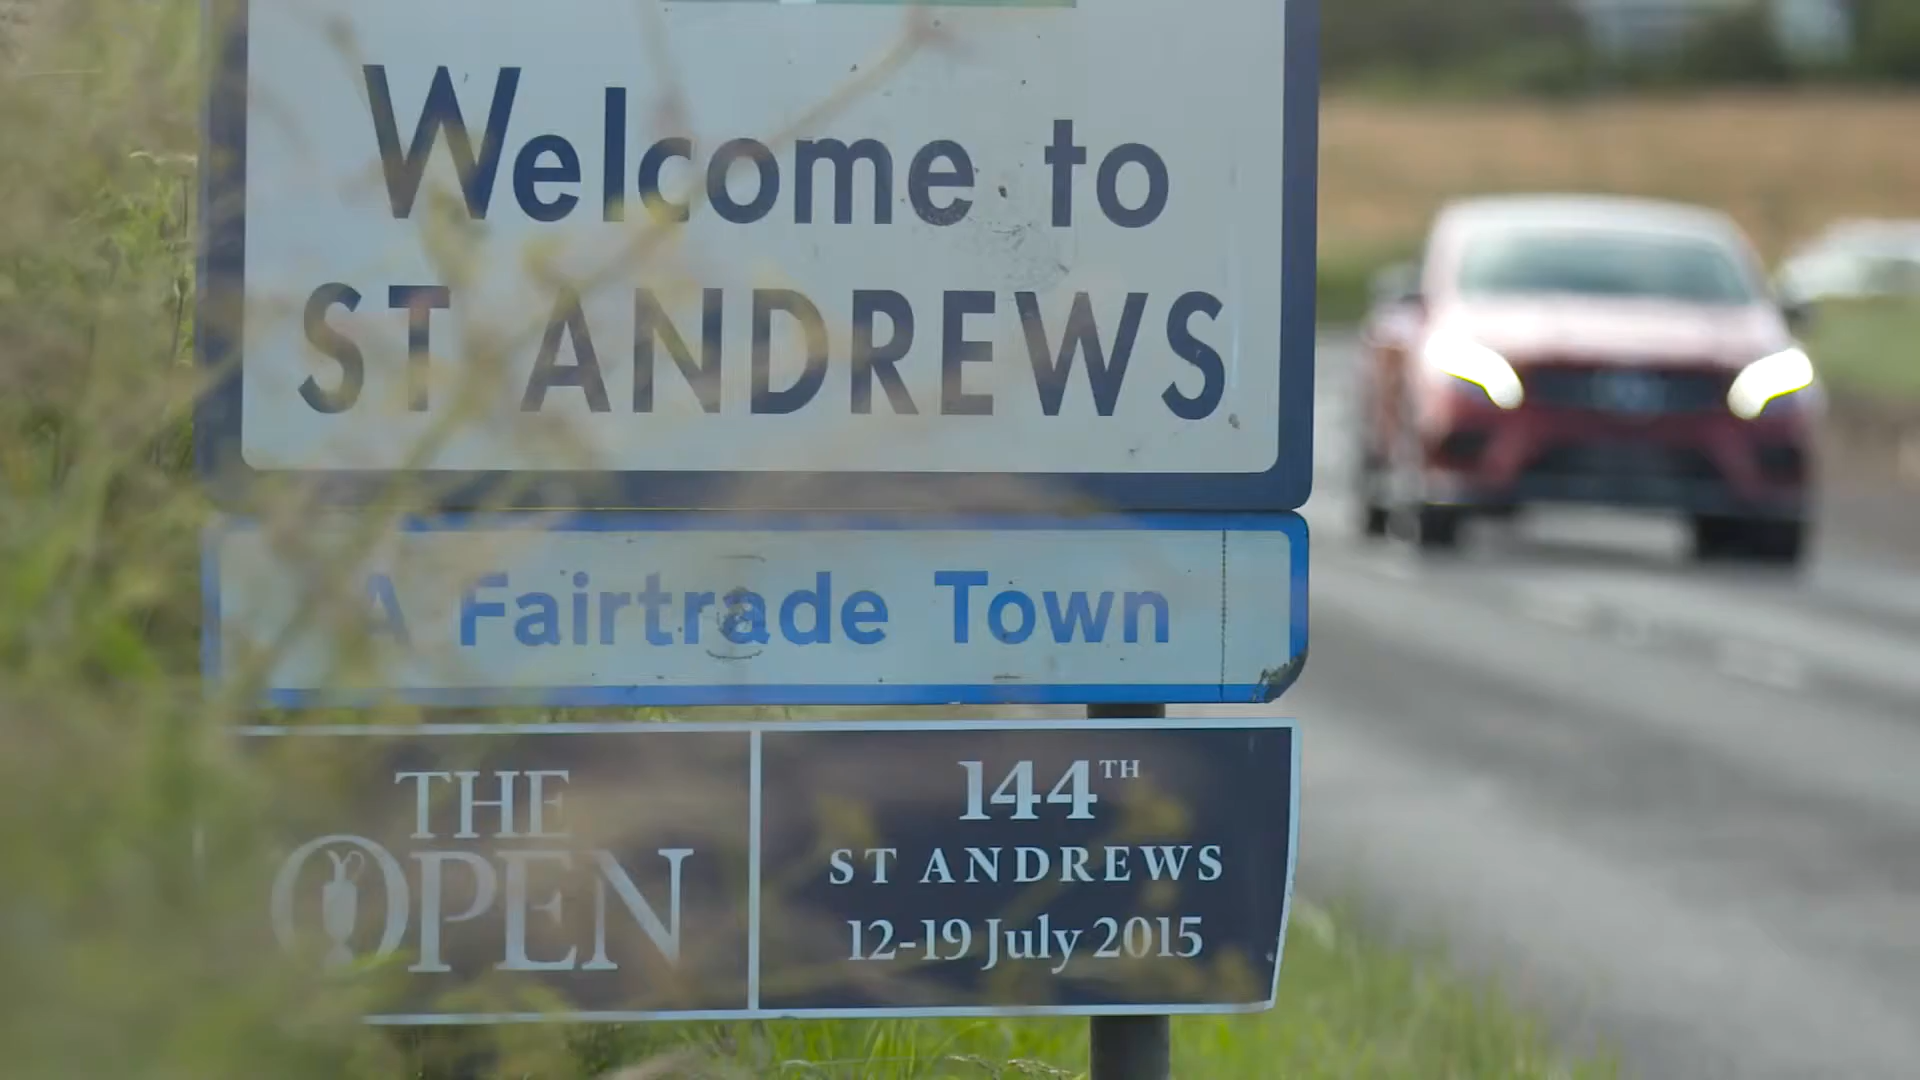 Welcome to
ST ANDREWS
A Fairtrade Town
THE
OPEN
144TH
ST ANDREWS
12-19 July 2015